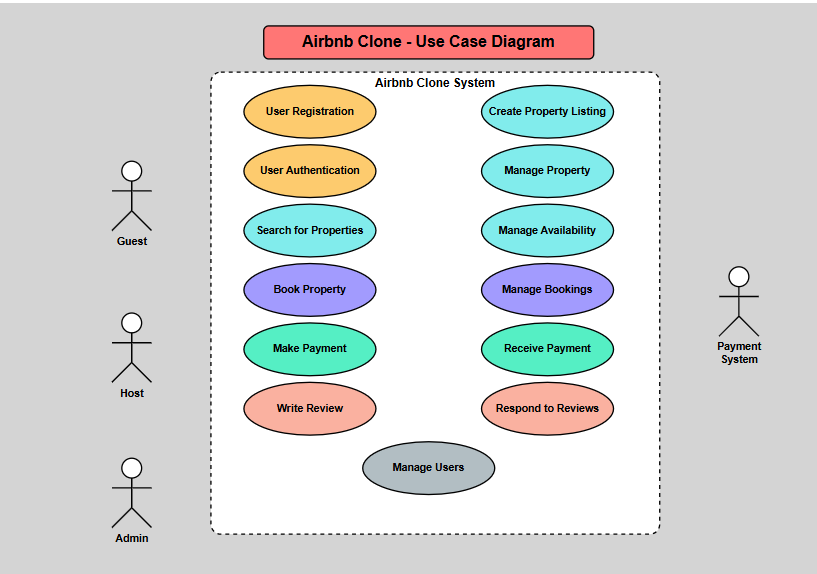 Airbnb Clone - Use Case Diagram
Airbnb Clone System
User Registration
Create Property Listing
User Authentication
Manage Property
Search for Properties
Manage Availability
Guest
Book Property
Manage Bookings
Make Payment
Receive Payment
Payment
System
Host
Write Review
Respond to Reviews
Manage Users
Admin